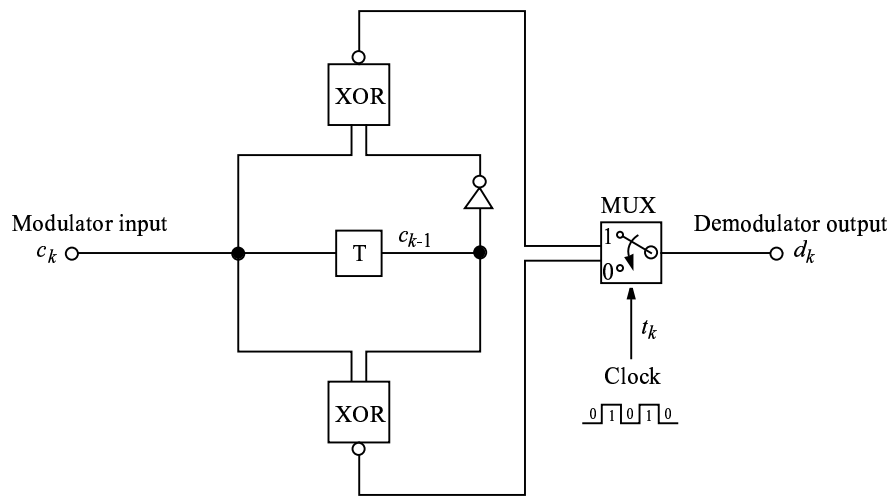 XOR
MUX
Modulator input
c_k
T
c_{k-1}
1
0
Demodulator output
d_k
t_k
Clock
0 1 0 1 0
XOR